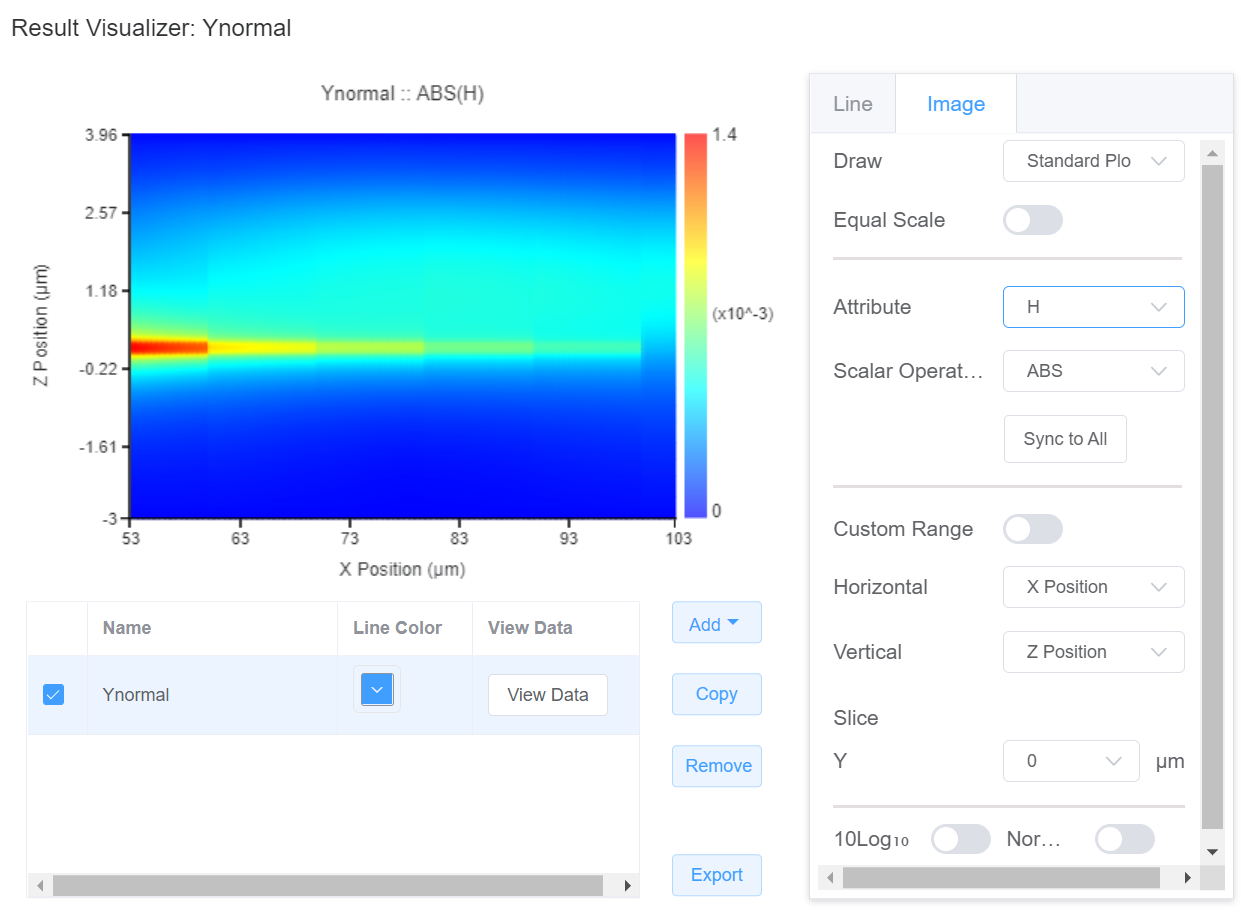 Result Visualizer: Ynormal
Ynormal :: ABS(H)
3.96
2.57
1.18
-0.22
-1.61
-3
Z Position (μm)
53
63
73
83
93
103
X Position (μm)
1.4
(x10^-3)
0
Line Image
Draw Standard Plo
Equal Scale
Attribute H
Scalar Operat... ABS
Sync to All
Custom Range
Horizontal X Position
Vertical Z Position
Slice
Y 0 μm
10Log₁₀ Nor...
Name Line Color View Data
Ynormal View Data
Add
Copy
Remove
Export